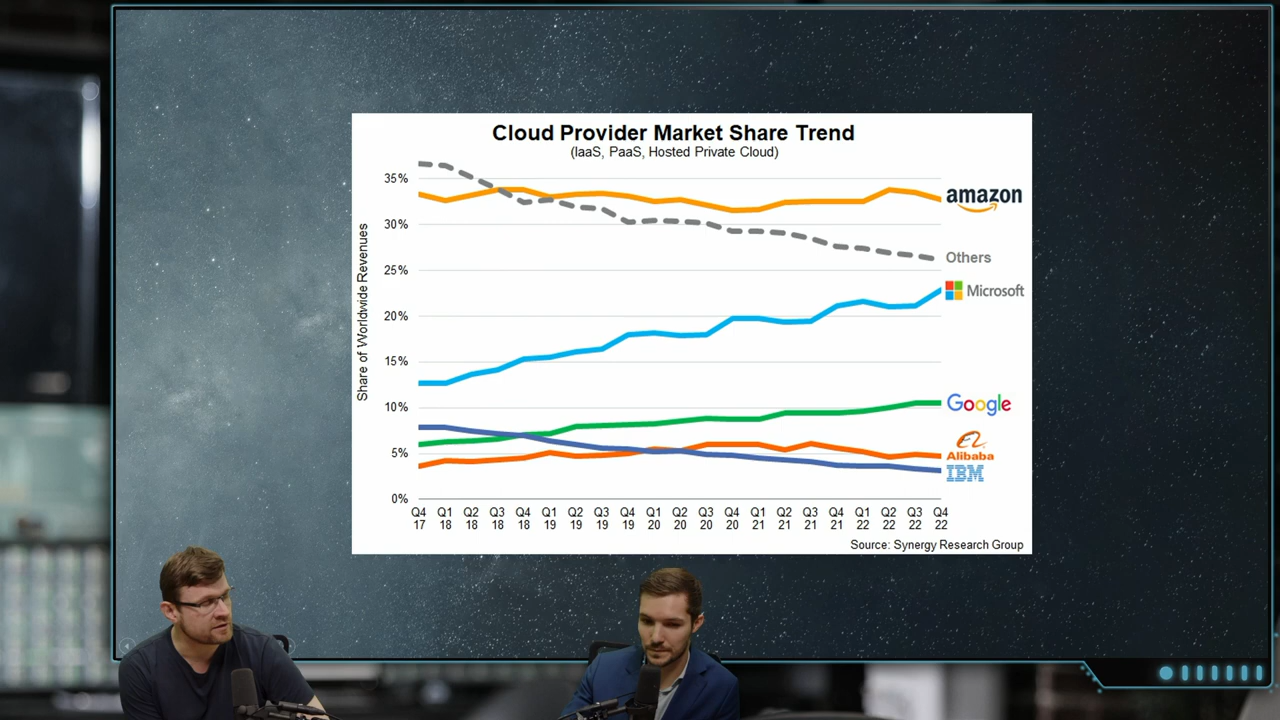 Cloud Provider Market Share Trend
(IaaS, PaaS, Hosted Private Cloud)
Share of Worldwide Revenues
35%
30%
25%
20%
15%
10%
5%
0%
amazon
Others
Microsoft
Google
Alibaba
IBM
Q4 Q1 Q2 Q3 Q4 Q1 Q2 Q3 Q4 Q1 Q2 Q3 Q4 Q1 Q2 Q3 Q4 Q1 Q2 Q3 Q4
17 18 18 18 18 19 19 19 19 20 20 20 20 21 21 21 21 22 22 22 22
Source: Synergy Research Group